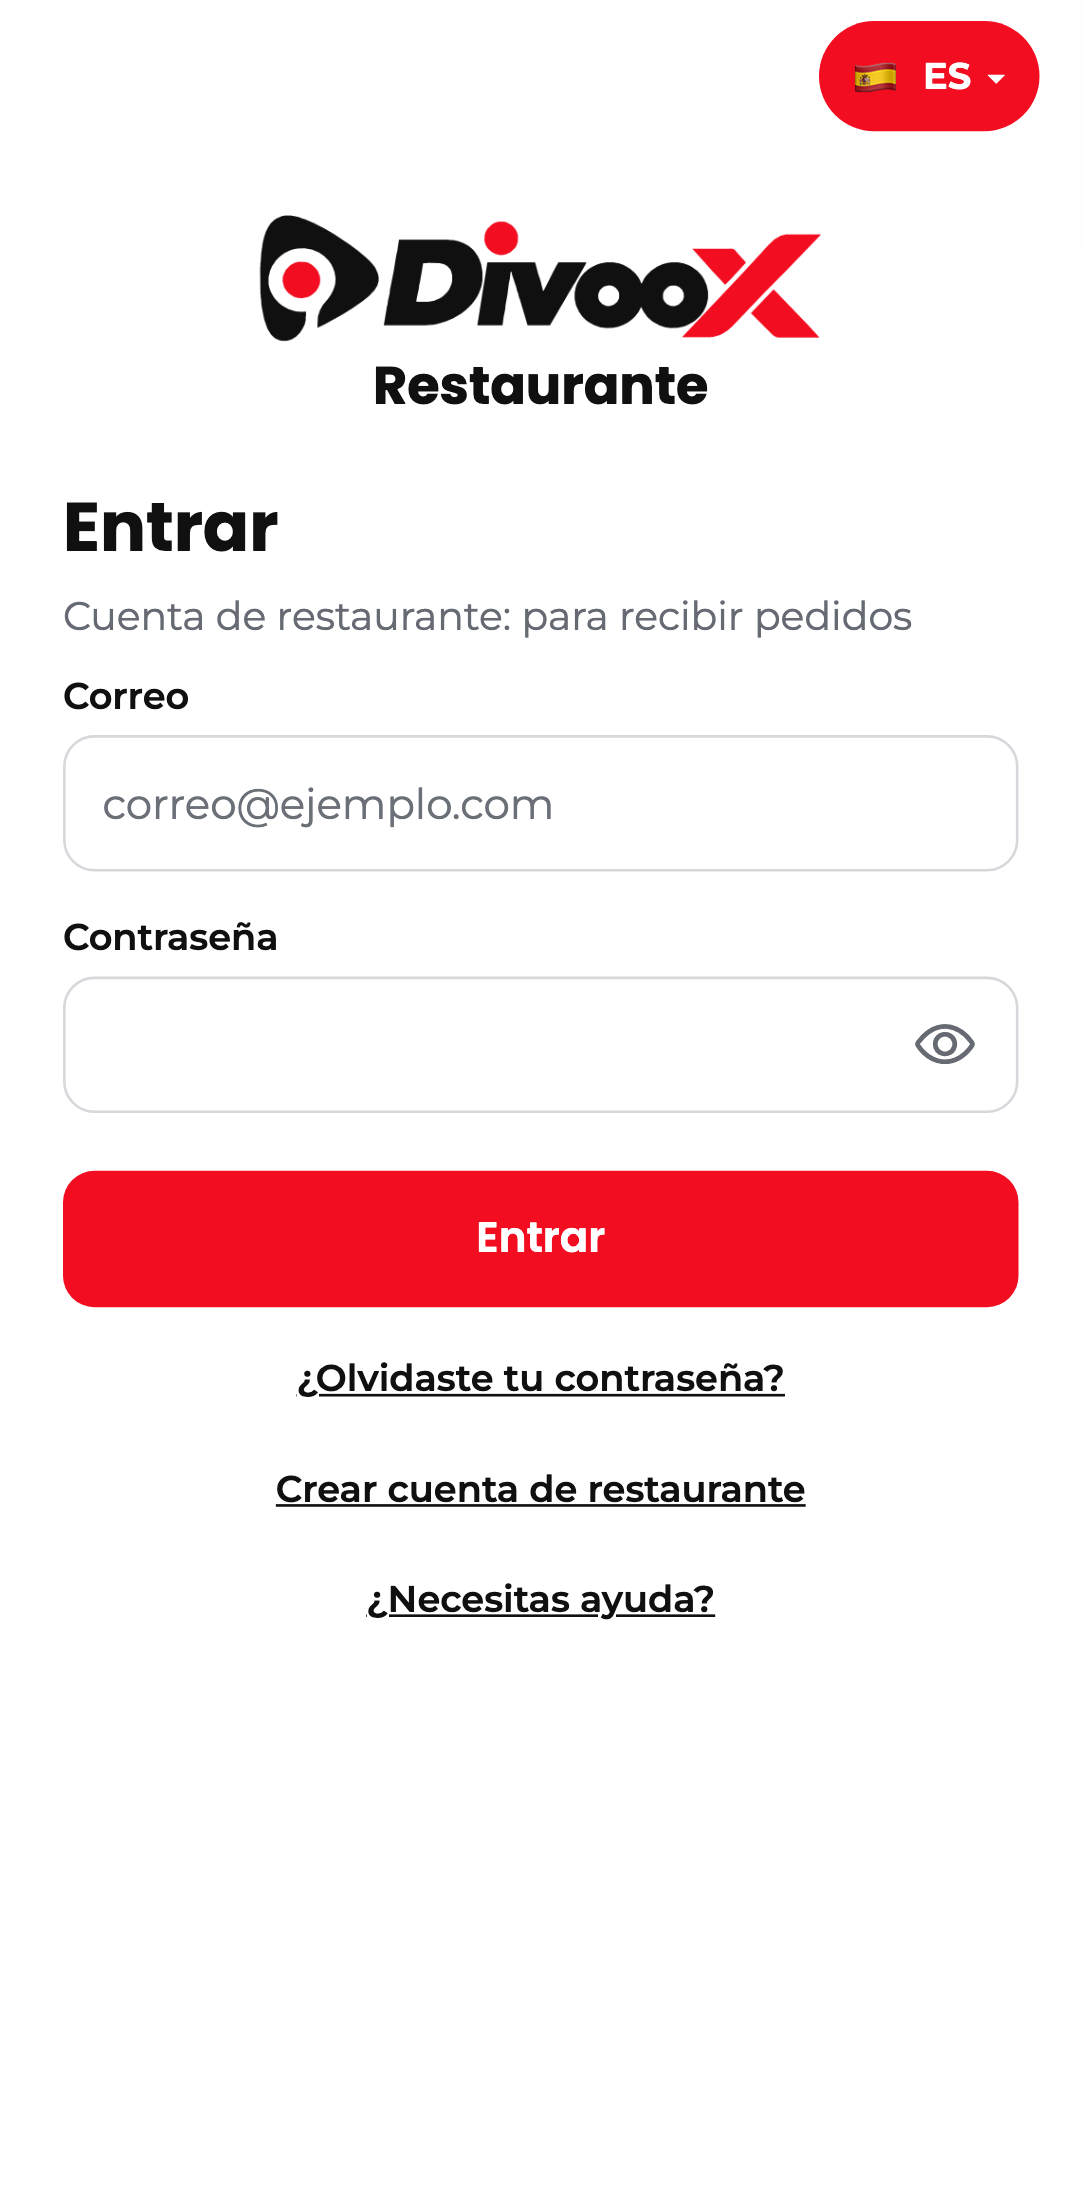 ES
DivooX
Restaurante
Entrar
Cuenta de restaurante: para recibir pedidos
Correo
correo@ejemplo.com
Contraseña
Entrar
¿Olvidaste tu contraseña?
Crear cuenta de restaurante
¿Necesitas ayuda?